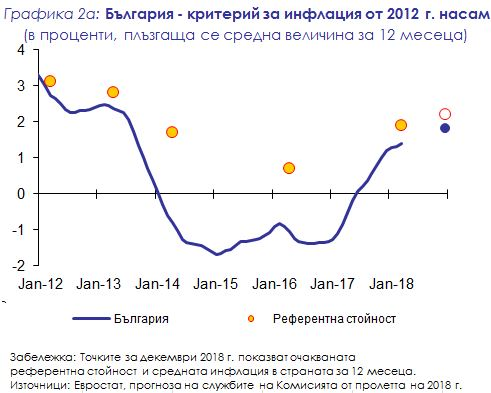 Графика 2а: България - критерий за инфлация от 2012 г. насам
(в проценти, плъзгаща се средна величина за 12 месеца)
4
3
2
1
0
-1
-2
Jan-12 Jan-13 Jan-14 Jan-15 Jan-16 Jan-17 Jan-18
България Референтна стойност
Забележка: Точките за декември 2018 г. показват очакваната
референтна стойност и средната инфлация в страната за 12 месеца.
Източници: Евростат, прогноза на службите на Комисията от пролетта на 2018 г.